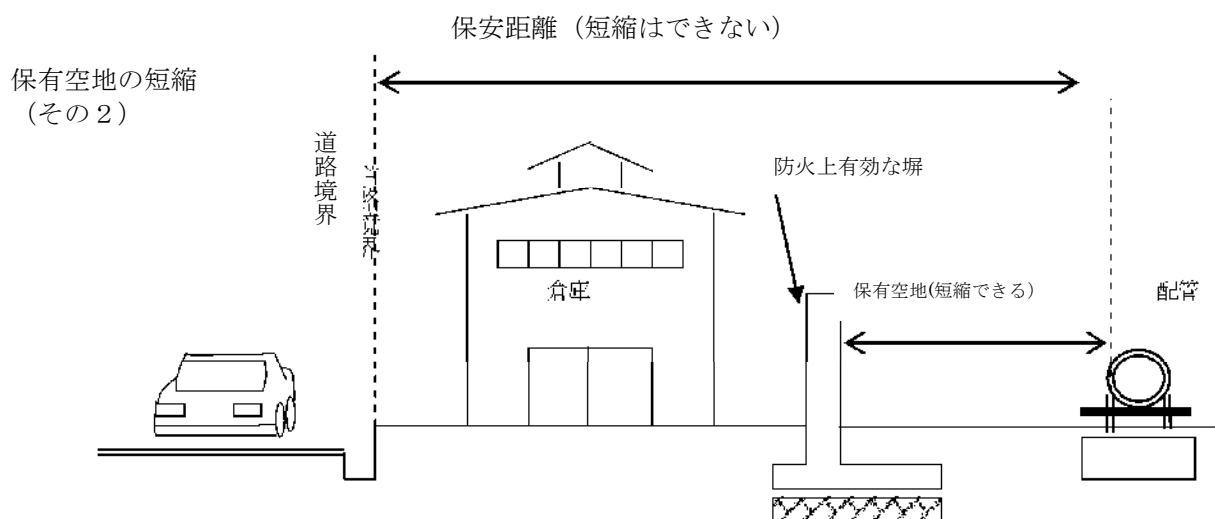 保安距離（短縮はできない）
保有空地の短縮
（その２）
道路境界
防火上有効な塀
倉庫
保有空地(短縮できる）
配管